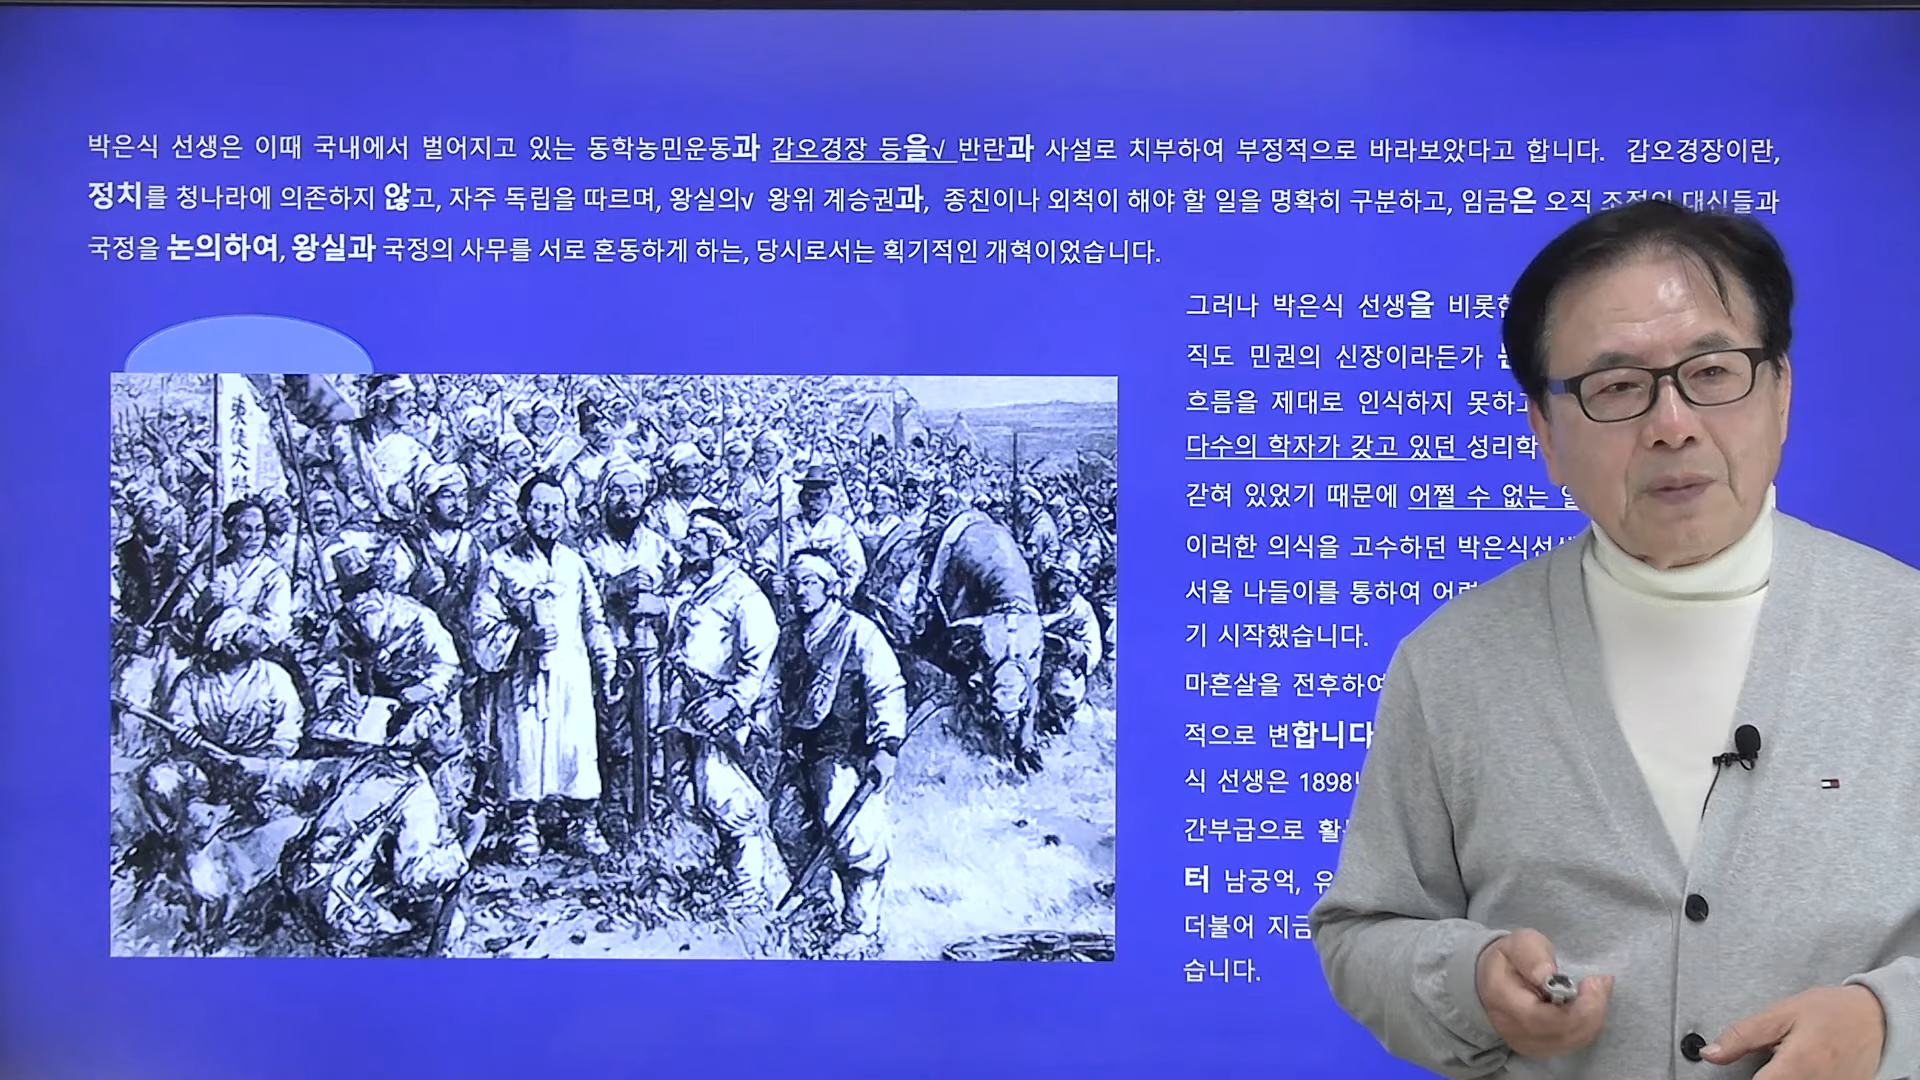 박은식 선생은 이때 국내에서 벌어지고 있는 동학농민운동과 갑오경장 등을√ 반란과 사설로 치부하여 부정적으로 바라보았다고 합니다. 갑오경장이란,
정치를 청나라에 의존하지 않고, 자주 독립을 따르며, 왕실의√ 왕위 계승권과, 종친이나 외척이 해야 할 일을 명확히 구분하고, 임금은 오직 조정의 대신들과
국정을 논의하여, 왕실과 국정의 사무를 서로 혼동하게 하는, 당시로서는 획기적인 개혁이었습니다.
그러나 박은식 선생을
직도 민권의 신장이라든가
흐름을 제대로 인식하지 못하고
다수의 학자가 갖고 있던 성리학
갇혀 있었기 때문에 어쩔 수 없는
이러한 의식을 고수하던 박은식선생
서울 나들이를 통하여
기 시작했습니다.
마흔살을 전후하여
적으로 변합니다
식 선생은 1898
간부급으로
터 남궁억,
더불어
습니다.